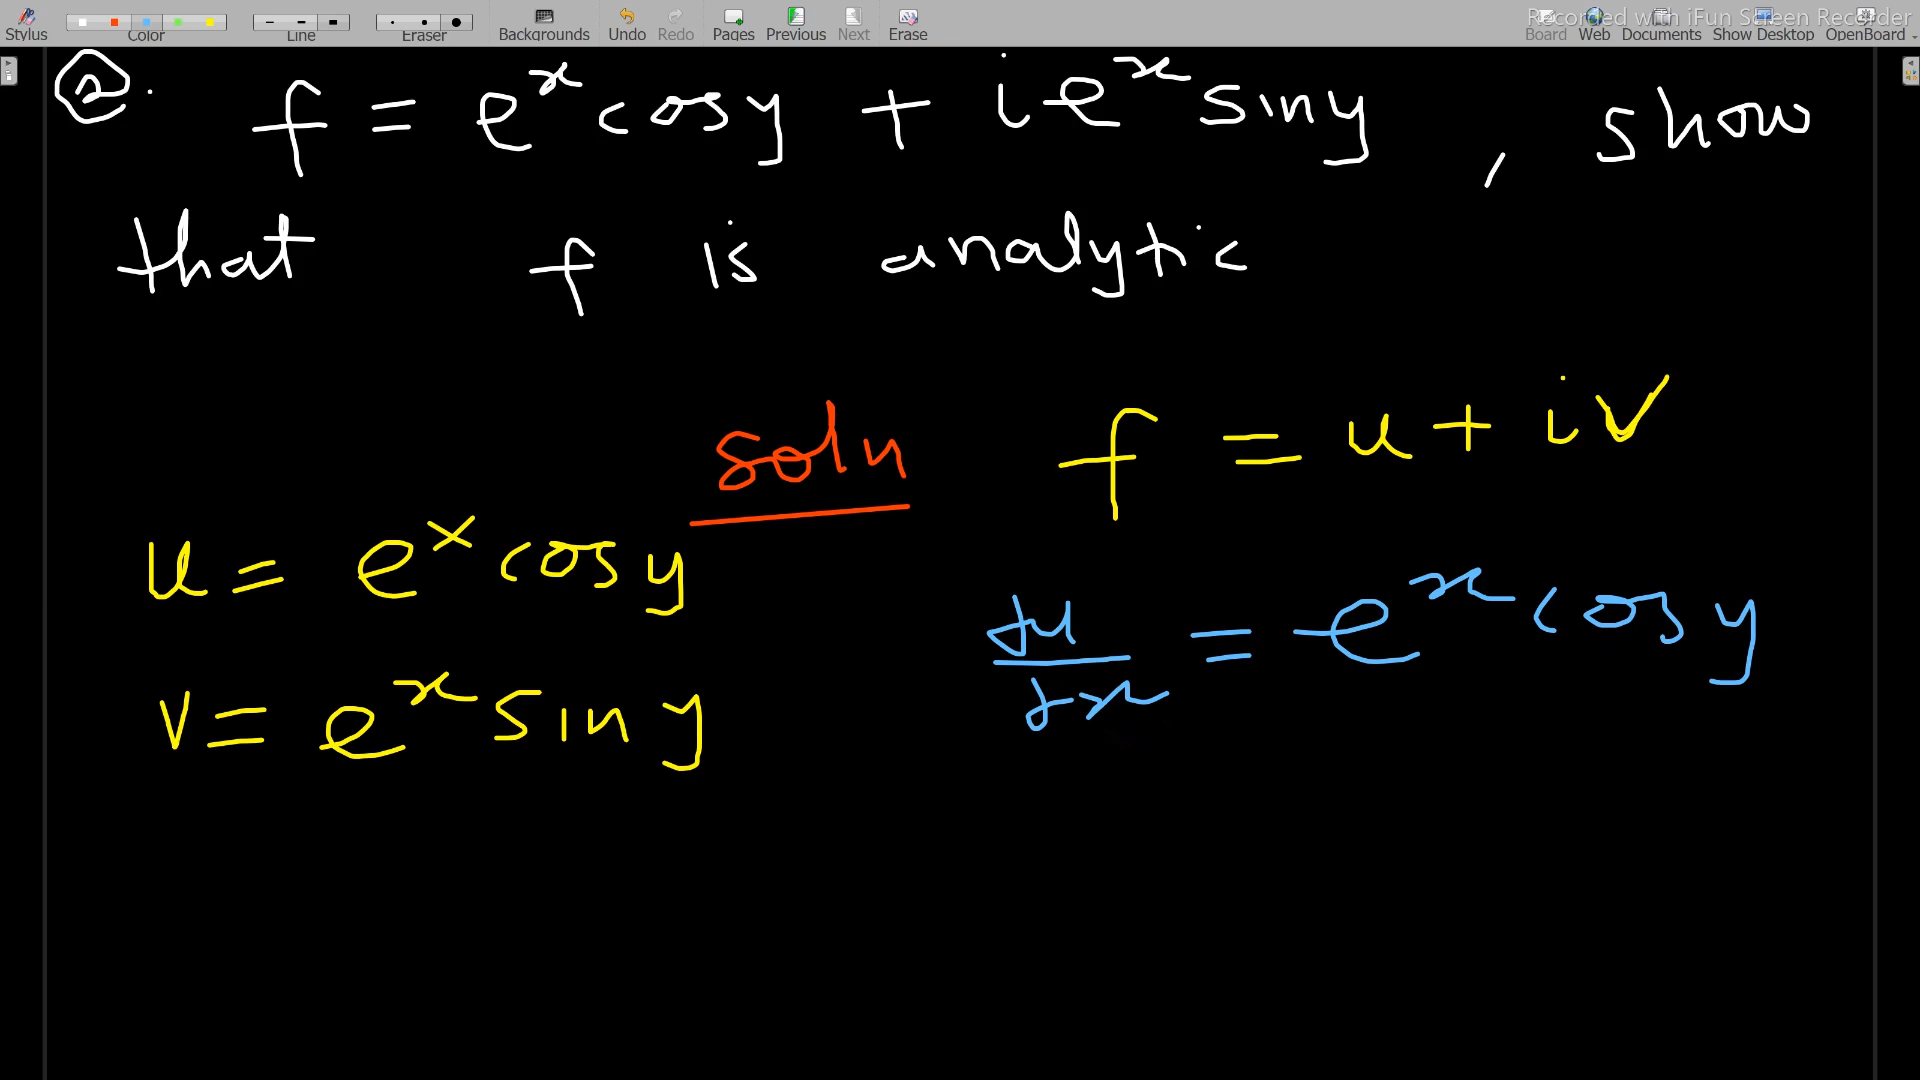 Recorded with iFun Screen Recorder
Stylus Color Line Eraser Backgrounds Undo Redo Pages Previous Next Erase Board Web Documents Show Desktop OpenBoard
②. f = e^x cosy + i e^x siny , show
that f is analytic
soln f = u + iv
u = e^x cosy
∂u/∂x = e^x cosy
v = e^x siny